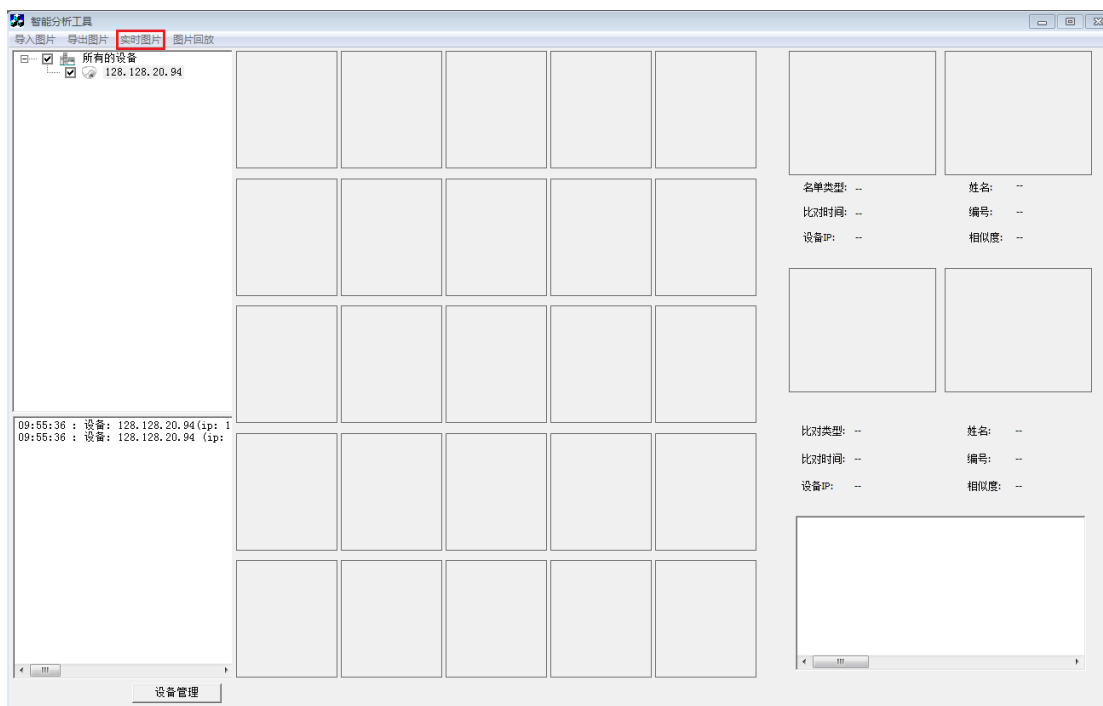 智能分析工具
导入图片 导出图片 实时图片 图片回放
所有的设备
128.128.20.94
09:55:36 : 设备: 128.128.20.94(ip: 1
09:55:36 : 设备: 128.128.20.94 (ip:
设备管理
名单类型: -- 姓名: --
比对时间: -- 编号: --
设备IP: -- 相似度: --
比对类型: -- 姓名: --
比对时间: -- 编号: --
设备IP: -- 相似度: --